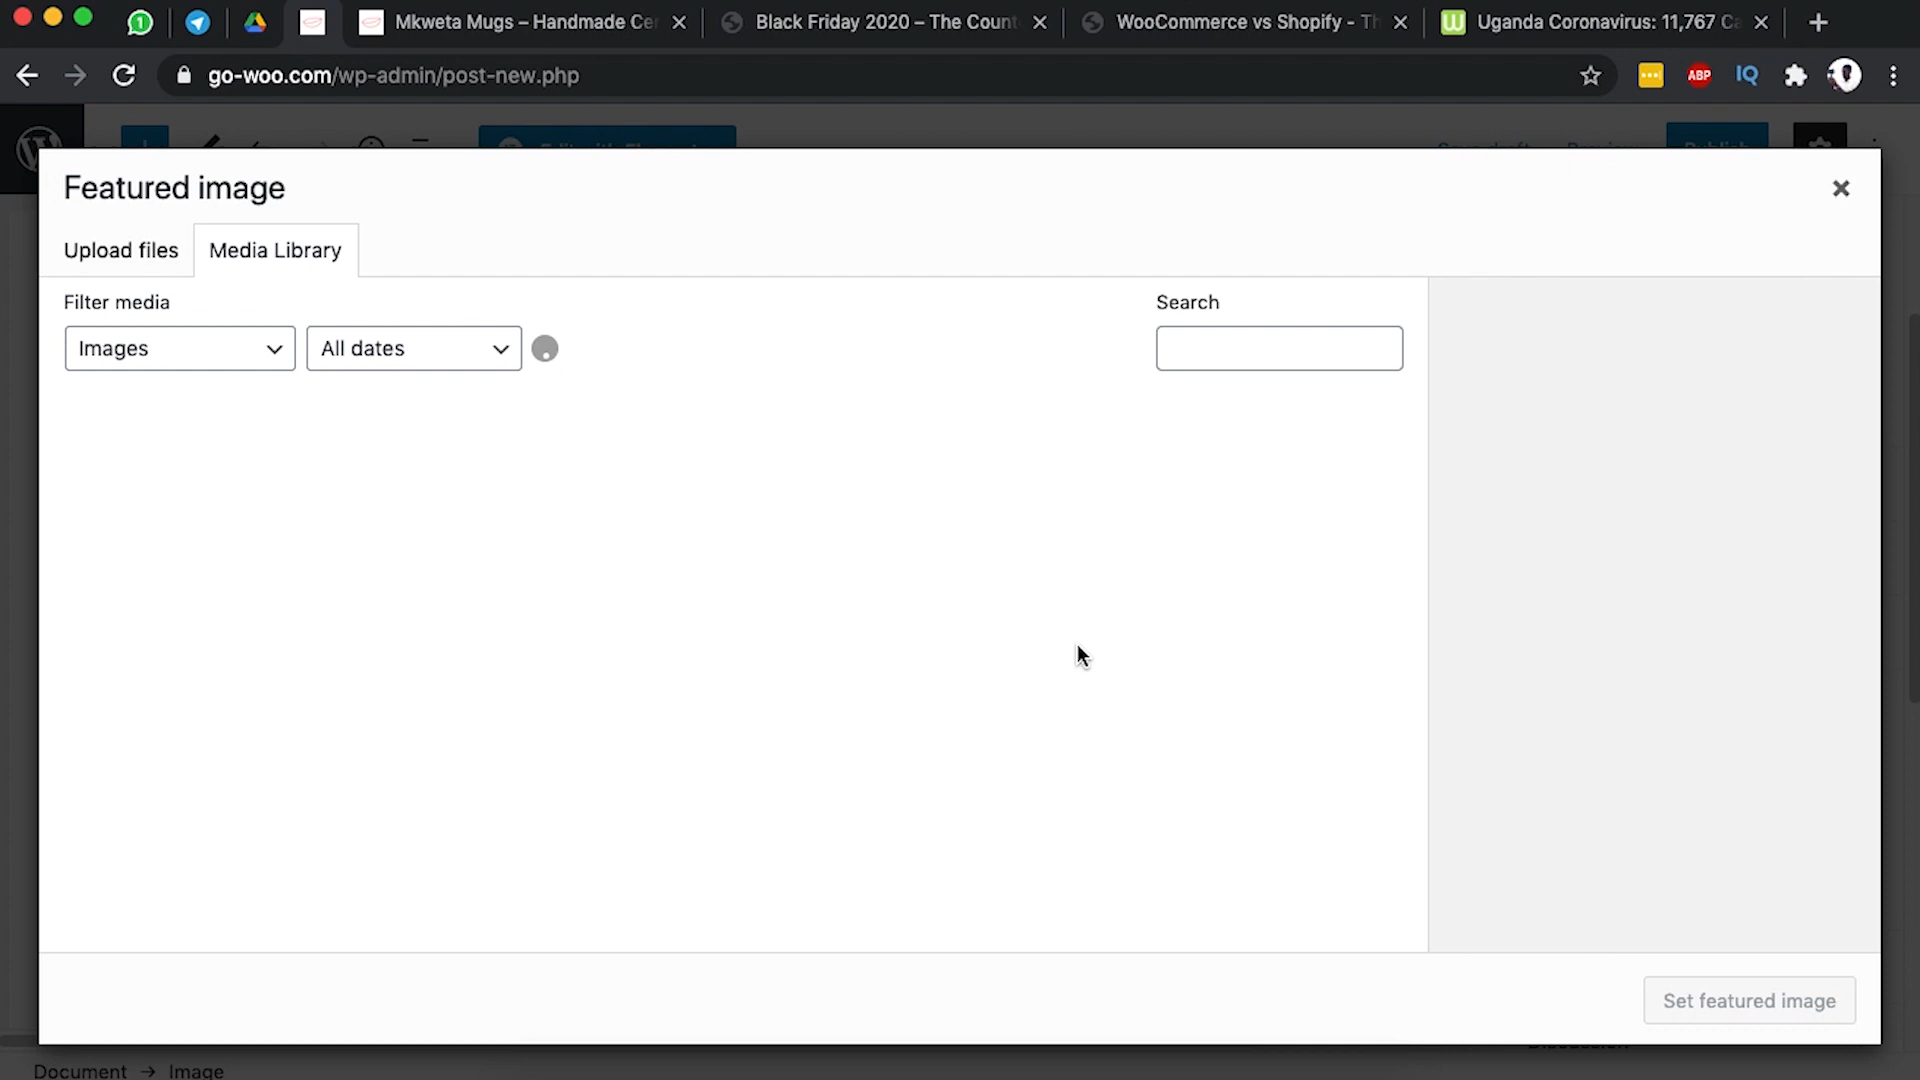 Mkweta Mugs – Handmade Cer
Black Friday 2020 – The Count
WooCommerce vs Shopify - Th
Uganda Coronavirus: 11,767 Ca
go-woo.com/wp-admin/post-new.php
ABP
IQ
Featured image
Upload files
Media Library
Filter media
Search
Images
All dates
Set featured image
Document → Image